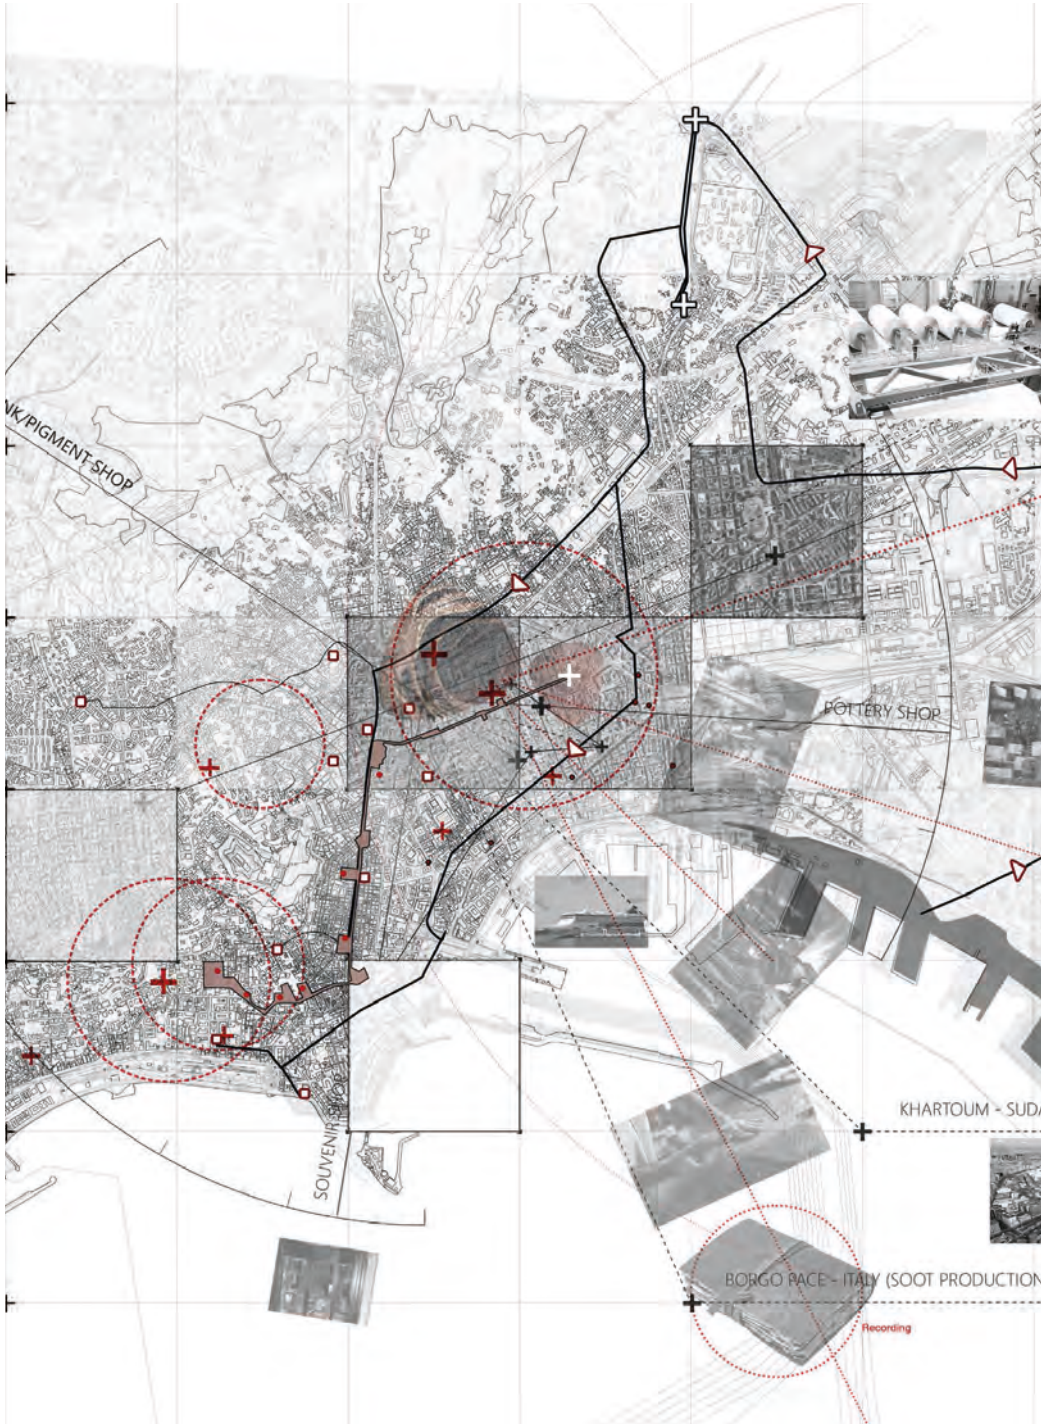 NK/PIGMENT SHOP
POTTERY SHOP
SOUVENIR SHOP
KHARTOUM - SUDA
BORGO PACE - ITALY (SOOT PRODUCTION
Recording